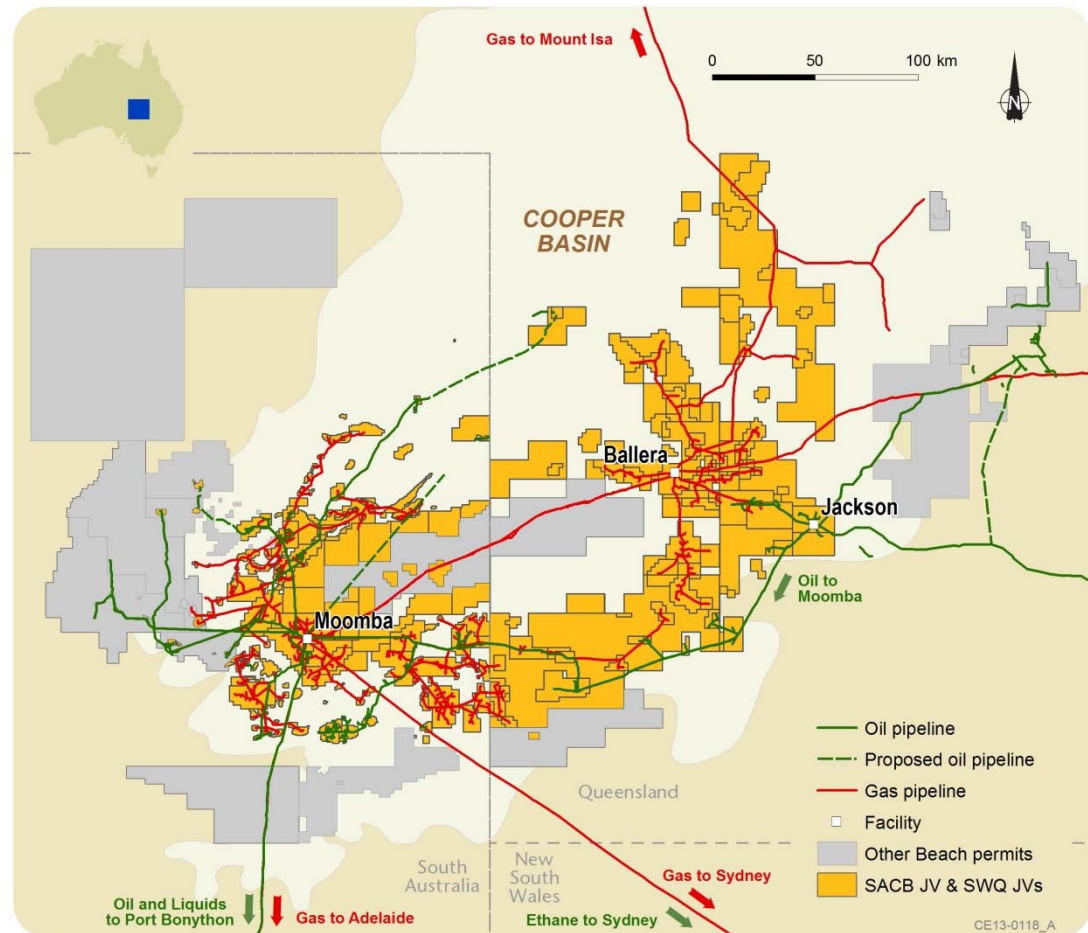 Gas to Mount Isa
0 50 100 km
N
COOPER
BASIN
Ballera
Jackson
Oil to
Moomba
Moomba
Oil pipeline
Proposed oil pipeline
Gas pipeline
Facility
Other Beach permits
SACB JV & SWQ JVs
Queensland
South
Australia
New
South
Wales
Gas to Sydney
Ethane to Sydney
Oil and Liquids
to Port Bonython
Gas to Adelaide
CE13-0118_A